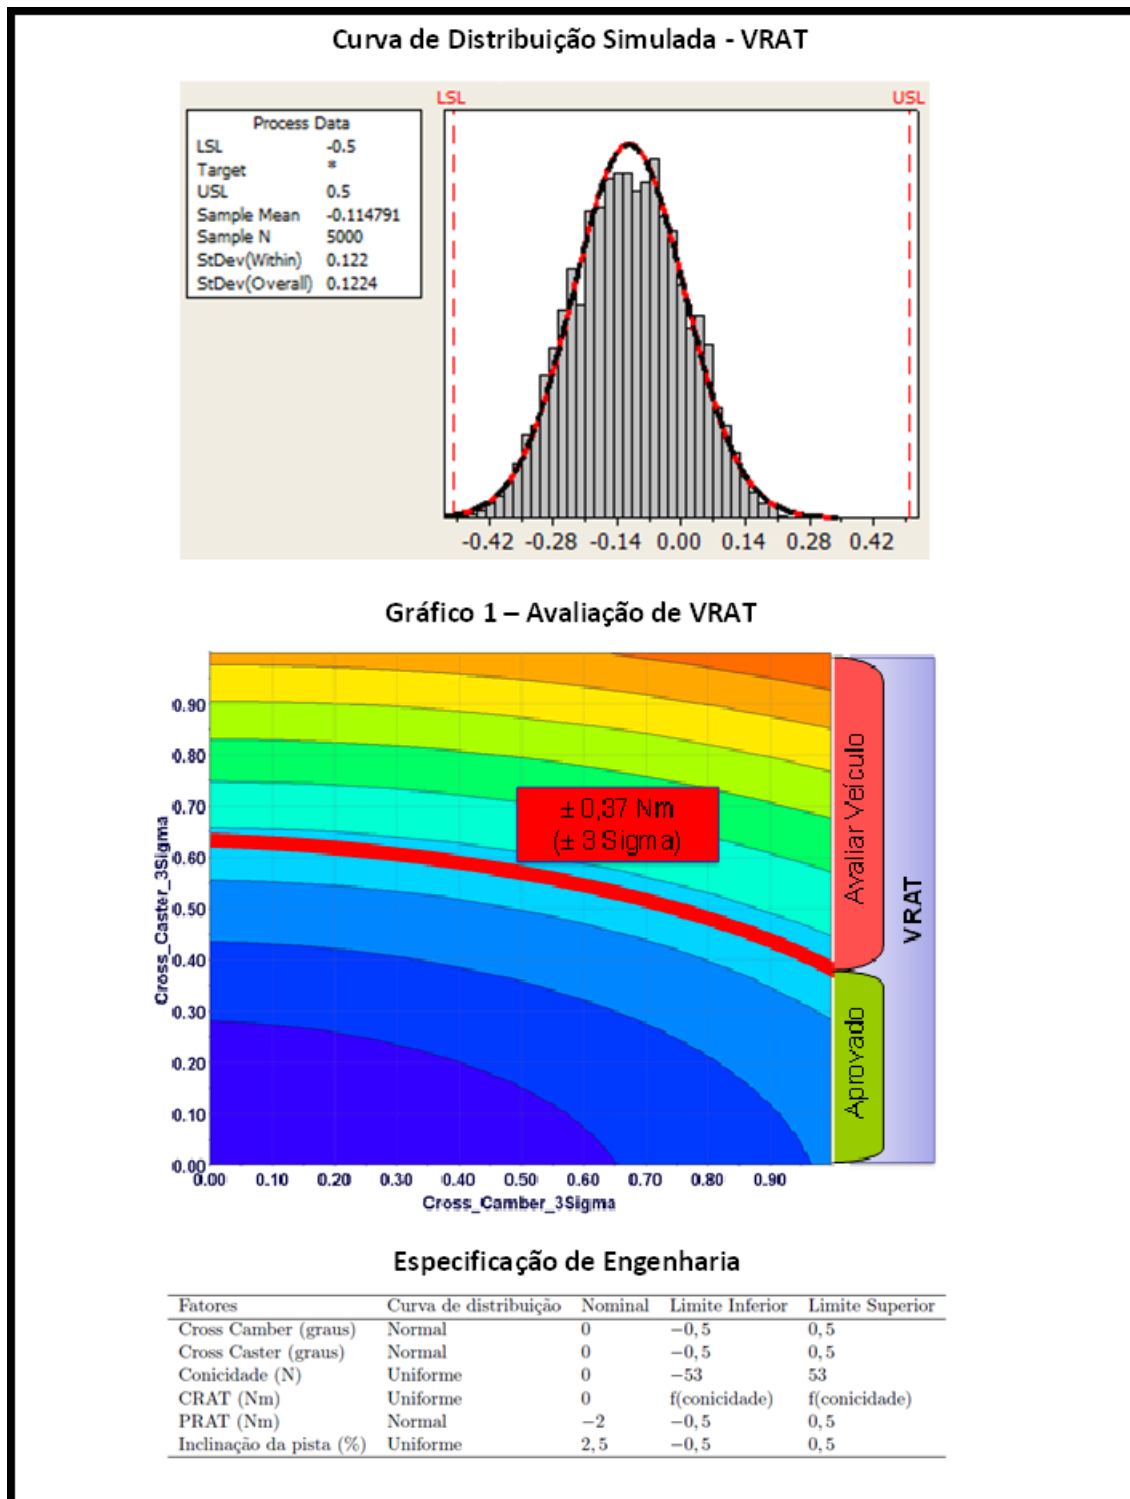 Curva de Distribuição Simulada - VRAT
LSL USL
Process Data
LSL -0.5
Target *
USL 0.5
Sample Mean -0.114791
Sample N 5000
StDev(Within) 0.122
StDev(Overall) 0.1224
-0.42 -0.28 -0.14 0.00 0.14 0.28 0.42
Gráfico 1 – Avaliação de VRAT
0.90
0.80
0.70
0.60
0.50
0.40
0.30
0.20
0.10
0.00
Cross_Caster_3Sigma
± 0,37 Nm
(± 3 Sigma)
Avaliar Veículo
Aprovado
VRAT
0.00 0.10 0.20 0.30 0.40 0.50 0.60 0.70 0.80 0.90
Cross_Camber_3Sigma
Especificação de Engenharia
Fatores Curva de distribuição Nominal Limite Inferior Limite Superior
Cross Camber (graus) Normal 0 −0, 5 0, 5
Cross Caster (graus) Normal 0 −0, 5 0, 5
Conicidade (N) Uniforme 0 −53 53
CRAT (Nm) Uniforme 0 f(conicidade) f(conicidade)
PRAT (Nm) Normal −2 −0, 5 0, 5
Inclinação da pista (%) Uniforme 2, 5 −0, 5 0, 5